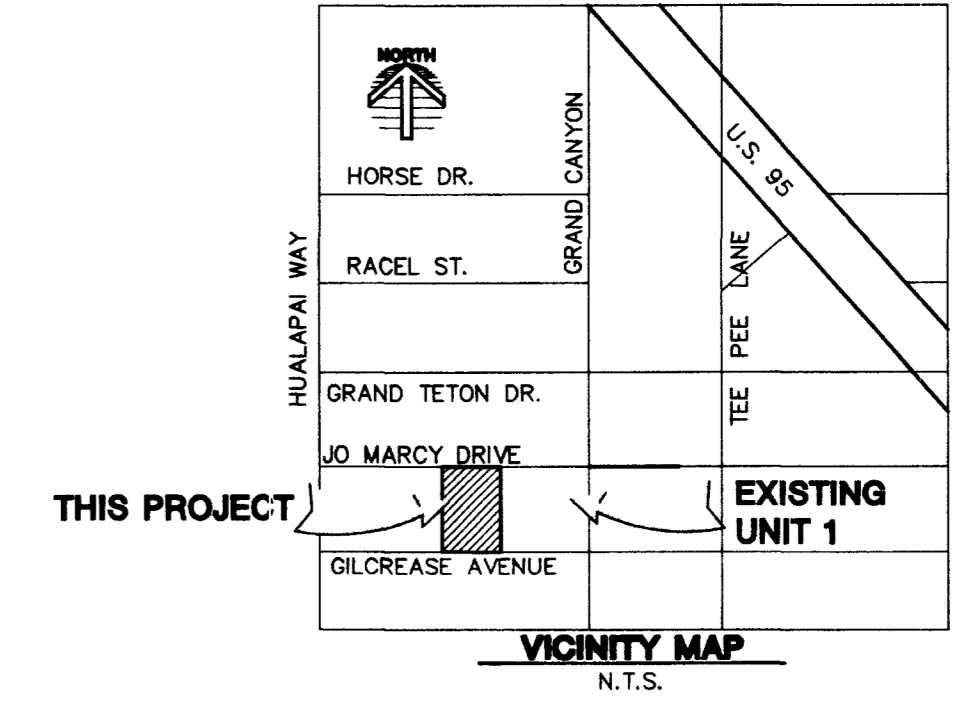 NORTH
HORSE DR.
GRAND CANYON
U.S. 95
HUALAPAI WAY
RACEL ST.
TEE PEE LANE
GRAND TETON DR.
JO MARCY DRIVE
THIS PROJECT
EXISTING
UNIT 1
GILCREASE AVENUE
VICINITY MAP
N.T.S.